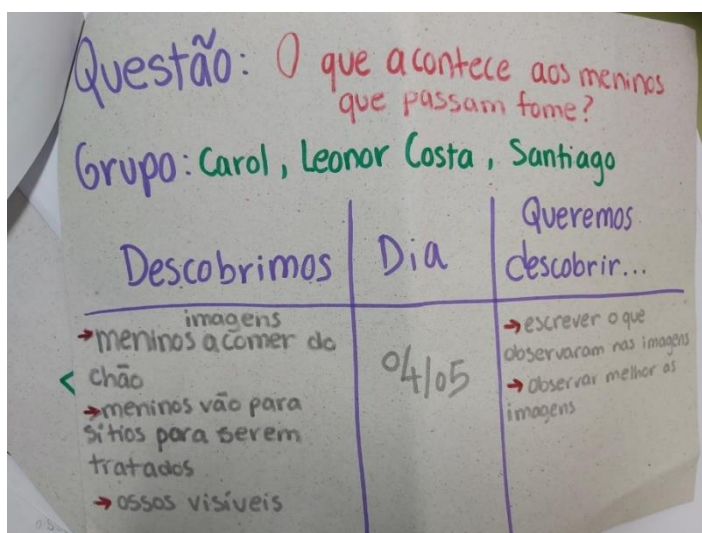 Questão: O que acontece aos meninos
que passam fome?
Grupo: Carol, Leonor Costa, Santiago
Descobrimos
Dia
Queremos
descobrir...
imagens
→ meninos a comer do
< chão
→ meninos vão para
sítios para serem
tratados
→ ossos visíveis
04/05
→ escrever o que
observaram nas imagens
→ observar melhor as
imagens